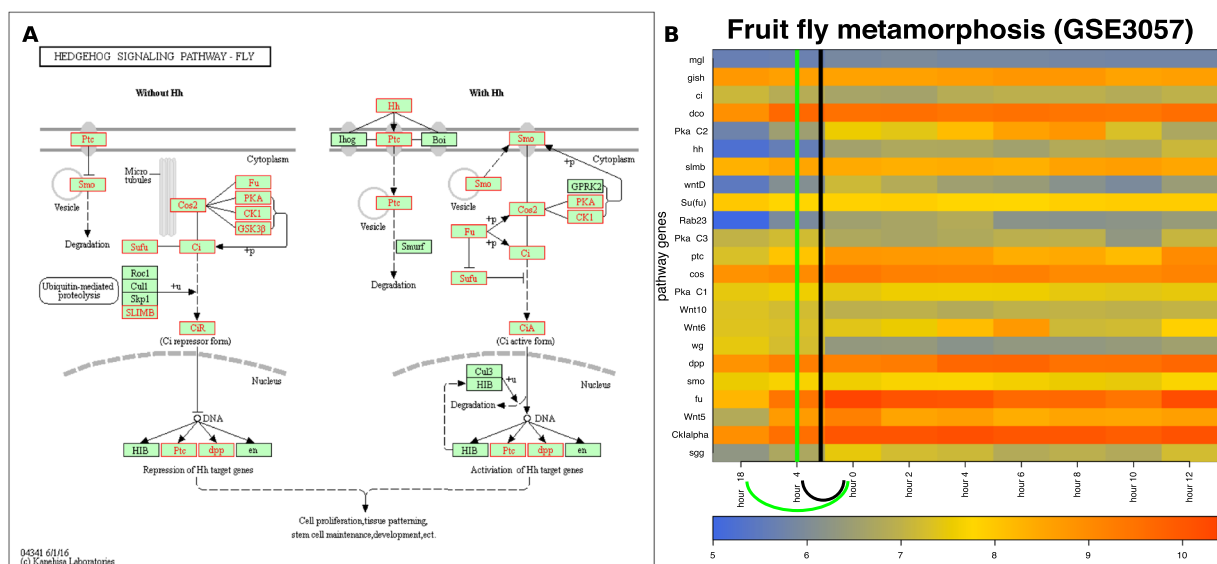 A
HEDGEHOG SIGNALING PATHWAY - FLY
Without Hh
With Hh
Hh
Ptc
Ihog
Ptc
Boi
Smo
Cytoplasm
Cytoplasm
+p
Micro
tubules
Smo
Vesicle
Degradation
Cos2
Fu
PKA
CK1
GSK3β
Sufu
Ci
+p
Smo
Vesicle
GPRK2
PKA
CK1
Cos2
Ptc
Vesicle
+p
Fu
+p
Smurf
Ci
Sufu
Degradation
Ubiquitin-mediated
proteolysis
Roc1
Cul1
Skp1
SLIMB
+u
CiR
(Ci repressor form)
CiA
(Ci active form)
Nucleus
Nucleus
Cul3
HIB
+u
Degradation
DNA
DNA
HIB
Ptc
dpp
en
HIB
Ptc
dpp
en
Repression of Hh target genes
Activation of Hh target genes
Cell proliferation,tissue patterning,
stem cell maintenance,development,ect.
04341 6/1/16
(c) Kanehisa Laboratories
B
Fruit fly metamorphosis (GSE3057)
pathway genes
mgl
gish
ci
dco
Pka C2
hh
slmb
wntD
Su(fu)
Rab23
Pka C3
ptc
cos
Pka C1
Wnt10
Wnt6
wg
dpp
smo
fu
Wnt5
CkIalpha
sgg
hour 18
hour 4
hour 0
hour 2
hour 4
hour 6
hour 8
hour 10
hour 12
5
6
7
8
9
10